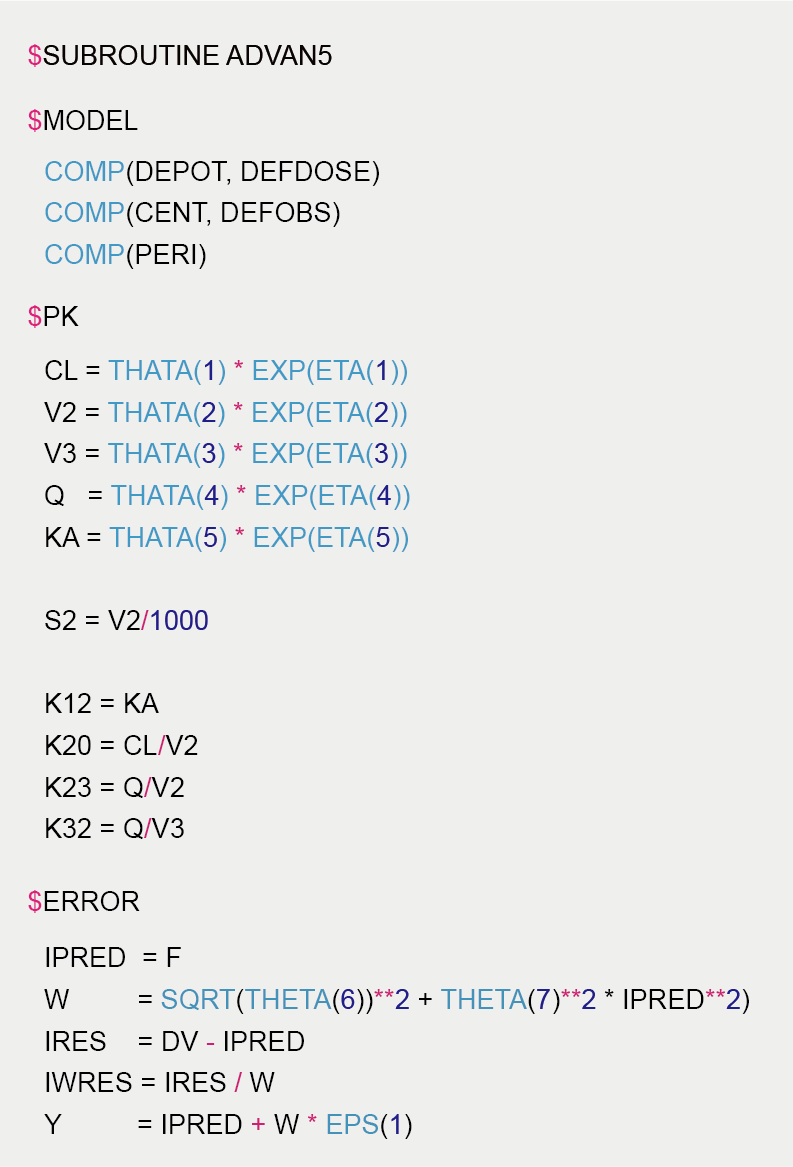 $SUBROUTINE ADVAN5
$MODEL
COMP(DEPOT, DEFDOSE)
COMP(CENT, DEFOBS)
COMP(PERI)
$PK
CL = THATA(1) * EXP(ETA(1))
V2 = THATA(2) * EXP(ETA(2))
V3 = THATA(3) * EXP(ETA(3))
Q = THATA(4) * EXP(ETA(4))
KA = THATA(5) * EXP(ETA(5))
S2 = V2/1000
K12 = KA
K20 = CL/V2
K23 = Q/V2
K32 = Q/V3
$ERROR
IPRED = F
W = SQRT(THETA(6))**2 + THETA(7)**2 * IPRED**2)
IRES = DV - IPRED
IWRES = IRES / W
Y = IPRED + W * EPS(1)